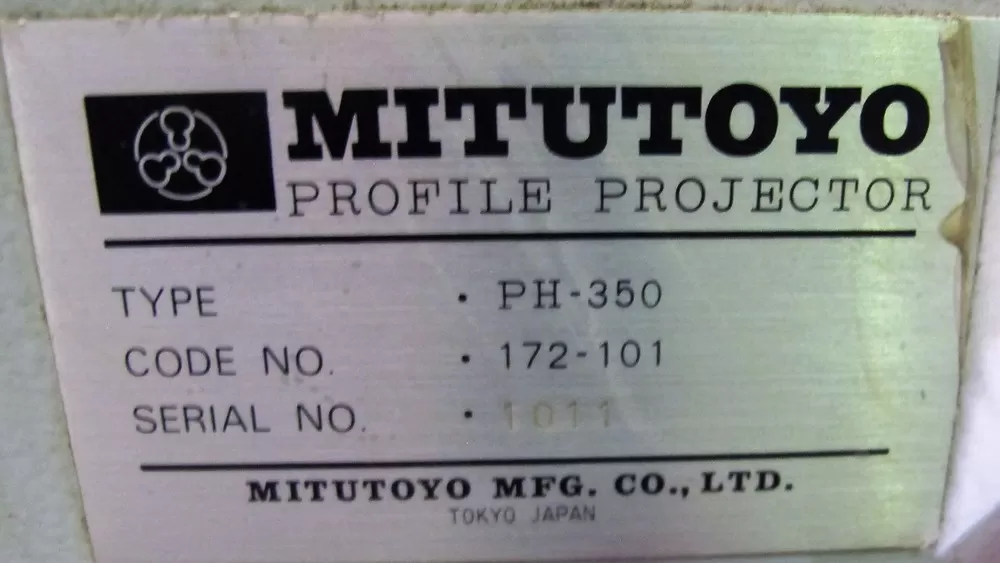 MITUTOYO
PROFILE PROJECTOR
TYPE · PH-350
CODE NO. · 172-101
SERIAL NO. · 1011
MITUTOYO MFG. CO., LTD.
TOKYO JAPAN